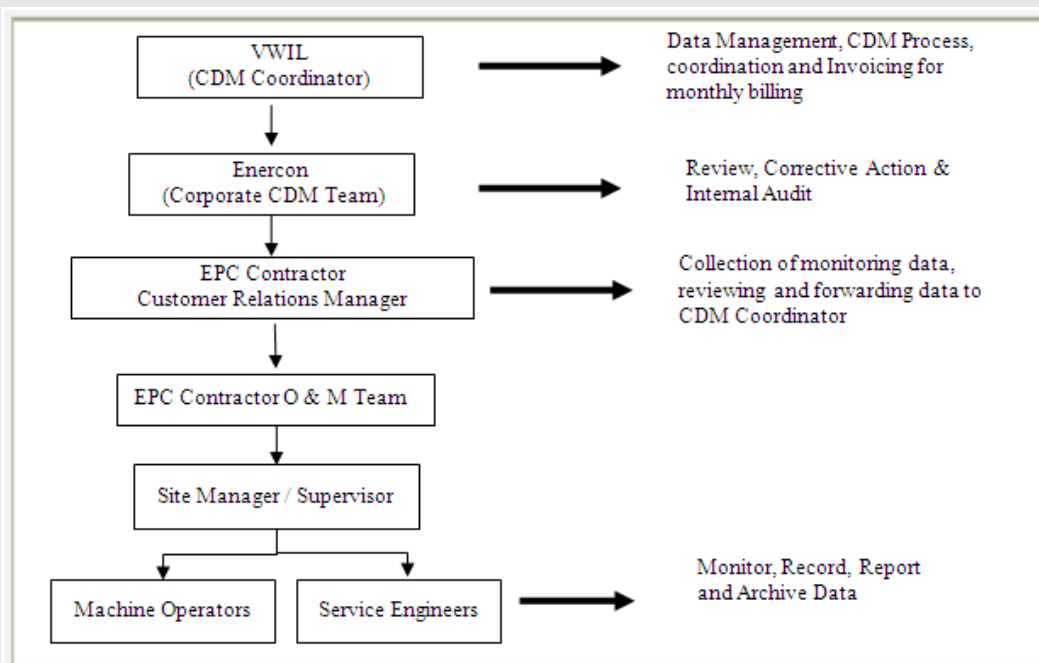 VWIL
(CDM Coordinator)
Data Management, CDM Process,
coordination and Invoicing for
monthly billing
Enercon
(Corporate CDM Team)
Review, Corrective Action &
Internal Audit
EPC Contractor
Customer Relations Manager
Collection of monitoring data,
reviewing and forwarding data to
CDM Coordinator
EPC Contractor O & M Team
Site Manager / Supervisor
Machine Operators
Service Engineers
Monitor, Record, Report
and Archive Data